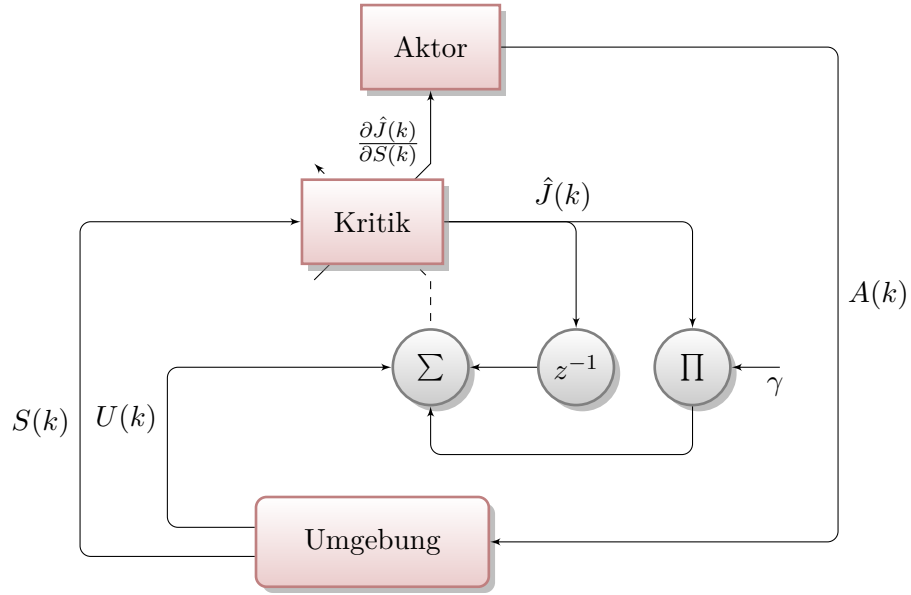 Aktor
∂Ĵ(k)
∂S(k)
Kritik
Ĵ(k)
A(k)
∑
z⁻¹
∏
γ
S(k)
U(k)
Umgebung